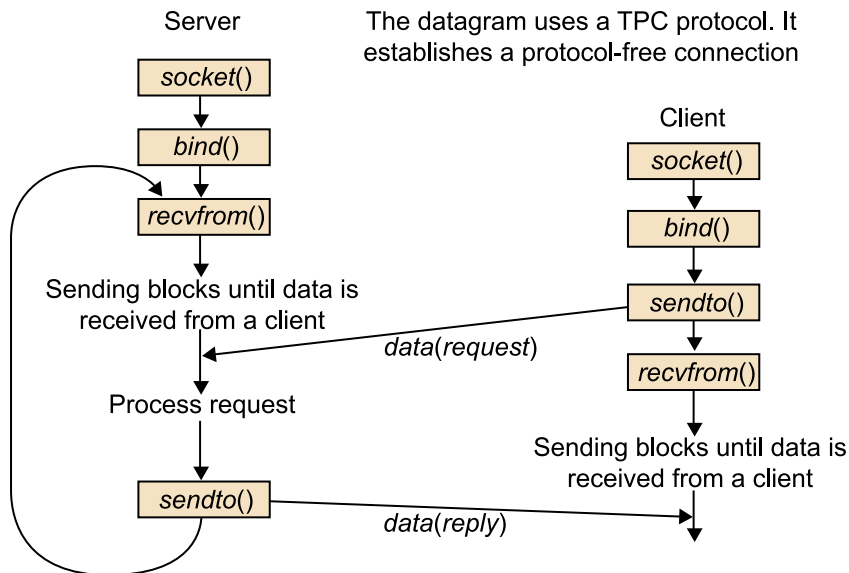 Server
The datagram uses a TPC protocol. It
establishes a protocol-free connection
socket()
bind()
recvfrom()
Sending blocks until data is
received from a client
Process request
sendto()
Client
socket()
bind()
sendto()
data(request)
recvfrom()
Sending blocks until data is
received from a client
data(reply)